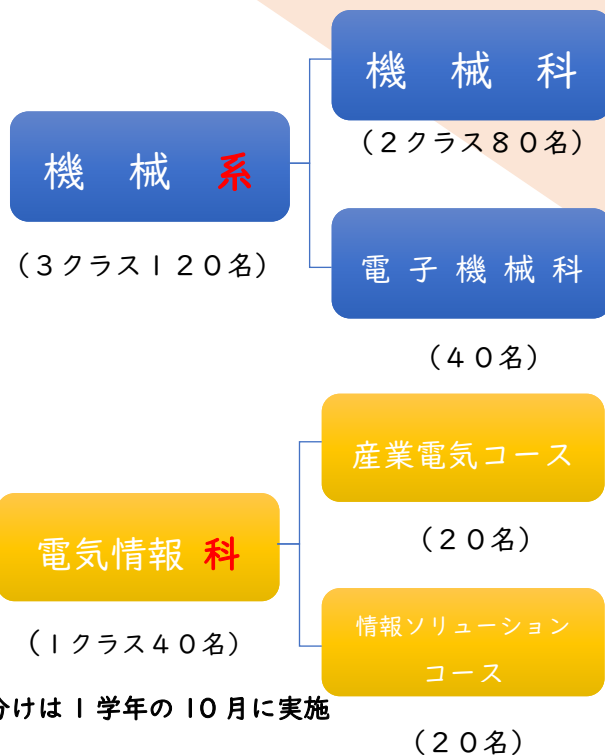 機械科
(2クラス80名)
機械系
(3クラス120名)
電子機械科
(40名)
産業電気コース
(20名)
電気情報 科
(1クラス40名)
情報ソリューション
コース
(20名)
分けは1学年の10月に実施